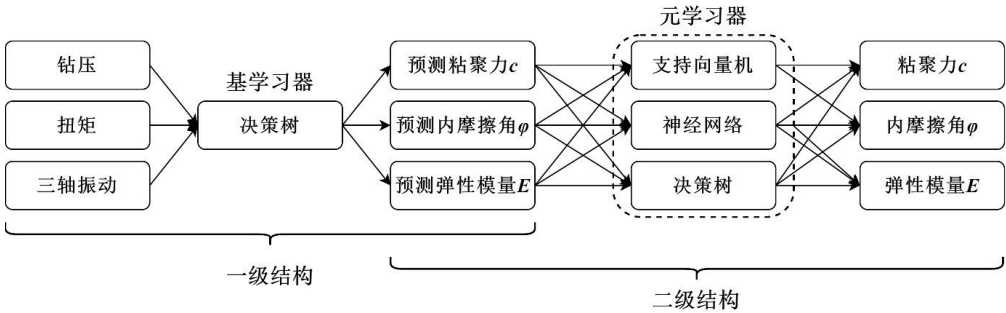 元学习器
钻压
预测粘聚力c
支持向量机
粘聚力c
基学习器
扭矩
决策树
预测内摩擦角φ
神经网络
内摩擦角φ
三轴振动
预测弹性模量E
决策树
弹性模量E
一级结构
二级结构